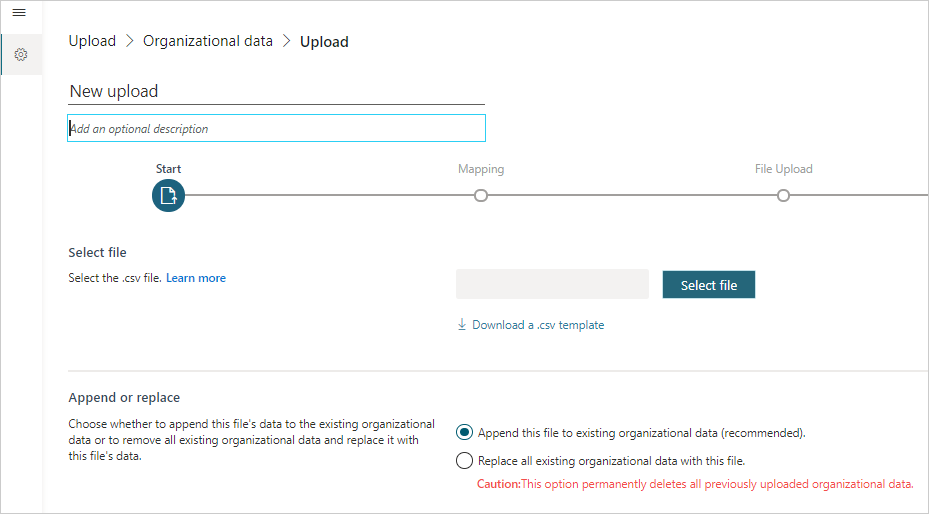 Upload > Organizational data > Upload
New upload
Add an optional description
Start
Mapping
File Upload
Select file
Select the .csv file. Learn more
Select file
Download a .csv template
Append or replace
Choose whether to append this file's data to the existing organizational
data or to remove all existing organizational data and replace it with
this file's data.
Append this file to existing organizational data (recommended).
Replace all existing organizational data with this file.
Caution:This option permanently deletes all previously uploaded organizational data.